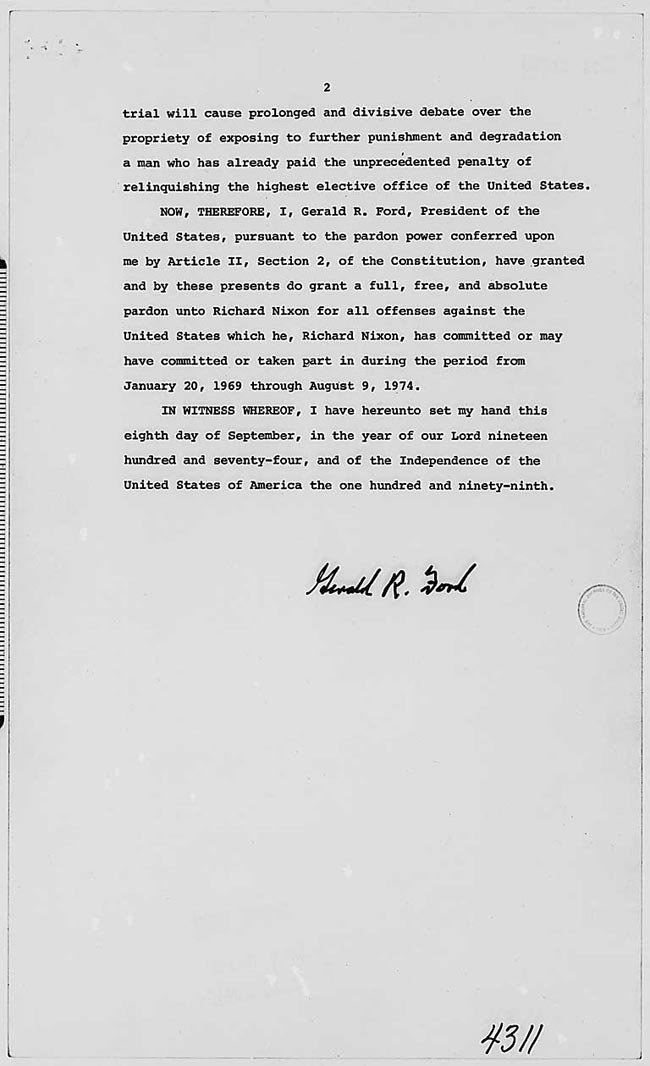 2
trial will cause prolonged and divisive debate over the
propriety of exposing to further punishment and degradation
a man who has already paid the unprecedented penalty of
relinquishing the highest elective office of the United States.
NOW, THEREFORE, I, Gerald R. Ford, President of the
United States, pursuant to the pardon power conferred upon
me by Article II, Section 2, of the Constitution, have granted
and by these presents do grant a full, free, and absolute
pardon unto Richard Nixon for all offenses against the
United States which he, Richard Nixon, has committed or may
have committed or taken part in during the period from
January 20, 1969 through August 9, 1974.
IN WITNESS WHEREOF, I have hereunto set my hand this
eighth day of September, in the year of our Lord nineteen
hundred and seventy-four, and of the Independence of the
United States of America the one hundred and ninety-ninth.
Gerald R. Ford
4311